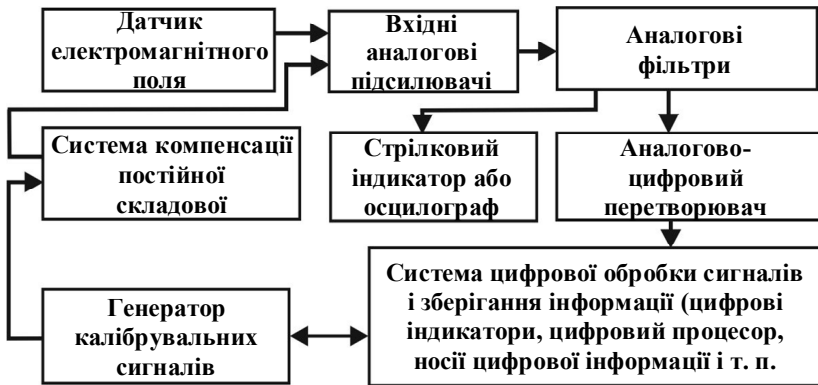 Датчик
електромагнітного
поля
Вхідні
аналогові
підсилювачі
Аналогові
фільтри
Система компенсації
постійної
складової
Стрілковий
індикатор або
осцилограф
Аналогово-
цифровий
перетворювач
Генератор
калібрувальних
сигналів
Система цифрової обробки сигналів
і зберігання інформації (цифрові
індикатори, цифровий процесор,
носії цифрової інформації і т. п.